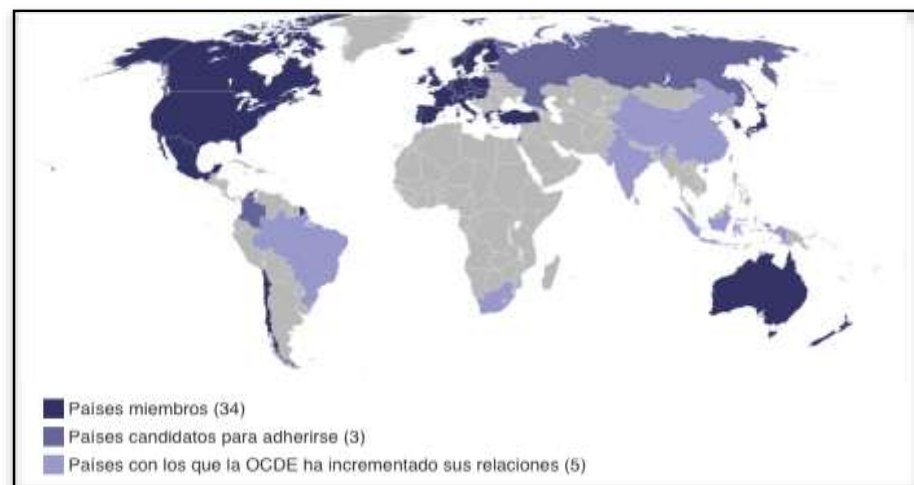 Países miembros (34)
Países candidatos para adherirse (3)
Países con los que la OCDE ha incrementado sus relaciones (5)